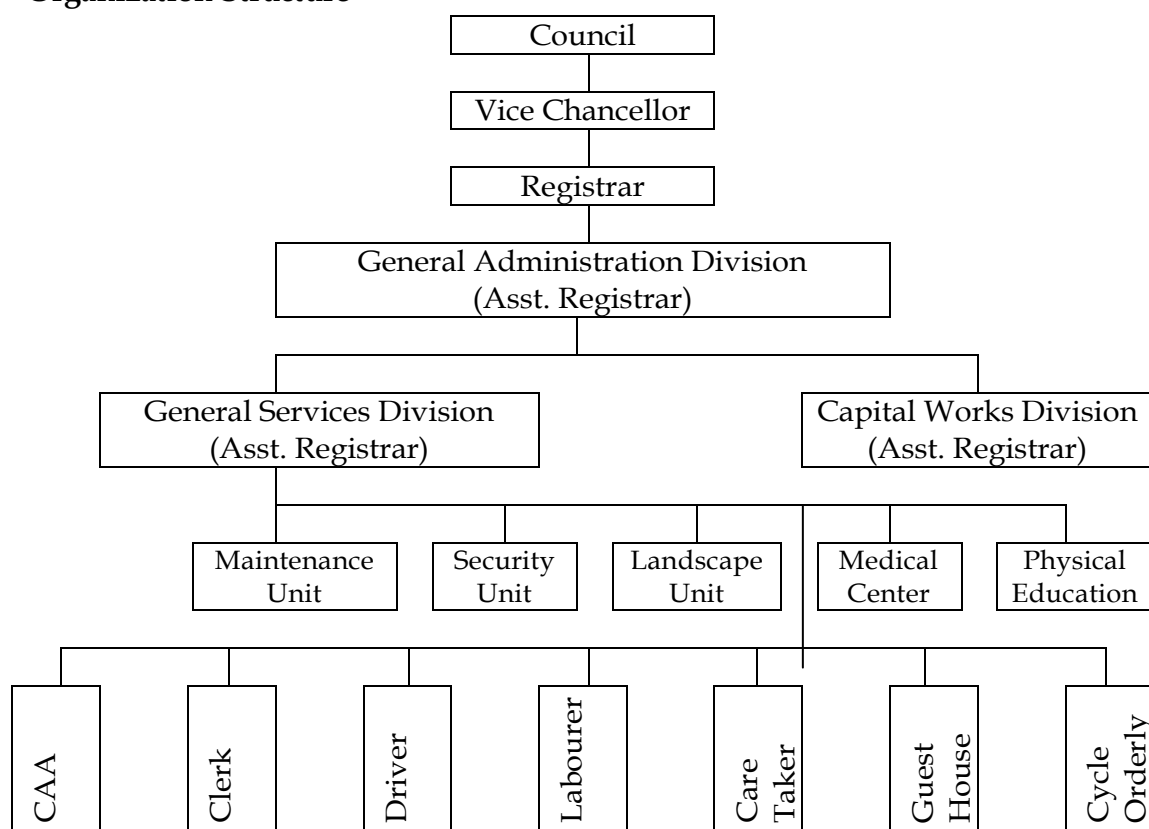 Organization Structure
Council
Vice Chancellor
Registrar
General Administration Division
(Asst. Registrar)
General Services Division
(Asst. Registrar)
Capital Works Division
(Asst. Registrar)
Maintenance
Unit
Security
Unit
Landscape
Unit
Medical
Center
Physical
Education
CAA
Clerk
Driver
Labourer
Care
Taker
Guest
House
Cycle
Orderly